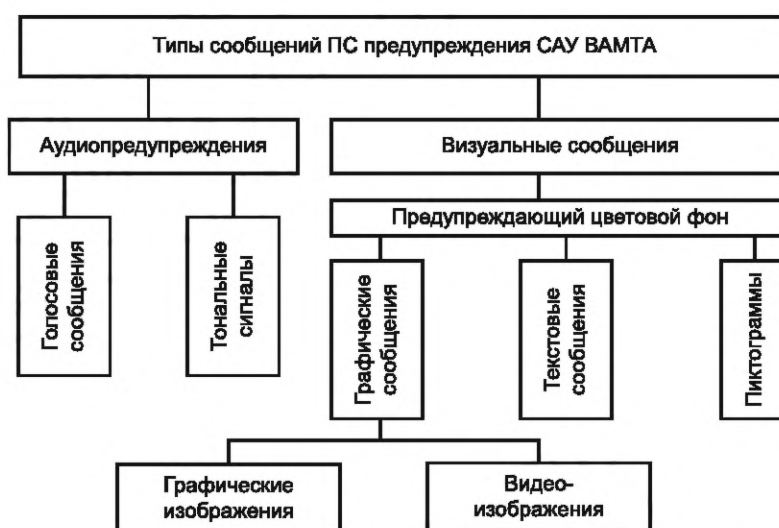 Типы сообщений ПС предупреждения САУ ВАМТА
Аудиопредупреждения
Визуальные сообщения
Предупреждающий цветовой фон
Голосовые
сообщения
Тональные
сигналы
Графические
сообщения
Текстовые
сообщения
Пиктограммы
Графические
изображения
Видео-
изображения